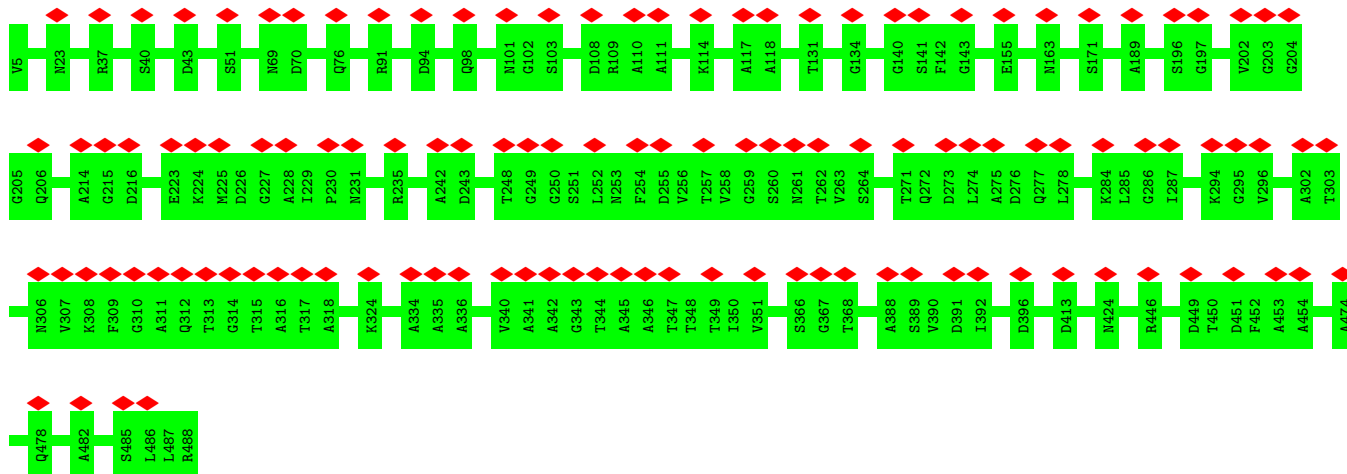 V5 N23 R37 S40 D43 S51 N69 D70 Q76 R91 D94 Q98 N101 G102 S103 D108 R109 A110 A111 K114 A117 A118 T131 G134 G140 S141 F142 G143 E155 N163 S171 A189 S196 G197 V202 G203 G204
G205 Q206 A214 G215 D216 E223 K224 M225 D226 G227 A228 I229 P230 N231 R235 A242 D243 T248 G249 G250 S251 L252 N253 F254 D255 V256 T257 V258 G259 S260 N261 T262 V263 S264 T271 Q272 D273 L274 A275 D276 Q277 L278 K284 L285 G286 I287 K294 G295 V296 A302 T303
N306 V307 K308 F309 G310 A311 Q312 T313 G314 T315 A316 T317 A318 K324 A334 A335 A336 V340 A341 A342 G343 T344 A345 A346 T347 T348 T349 I350 V351 S366 G367 T368 A388 S389 V390 D391 I392 D396 D413 N424 R446 D449 T450 D451 F452 A453 A454 A474
Q478 A482 S485 L486 L487 R488